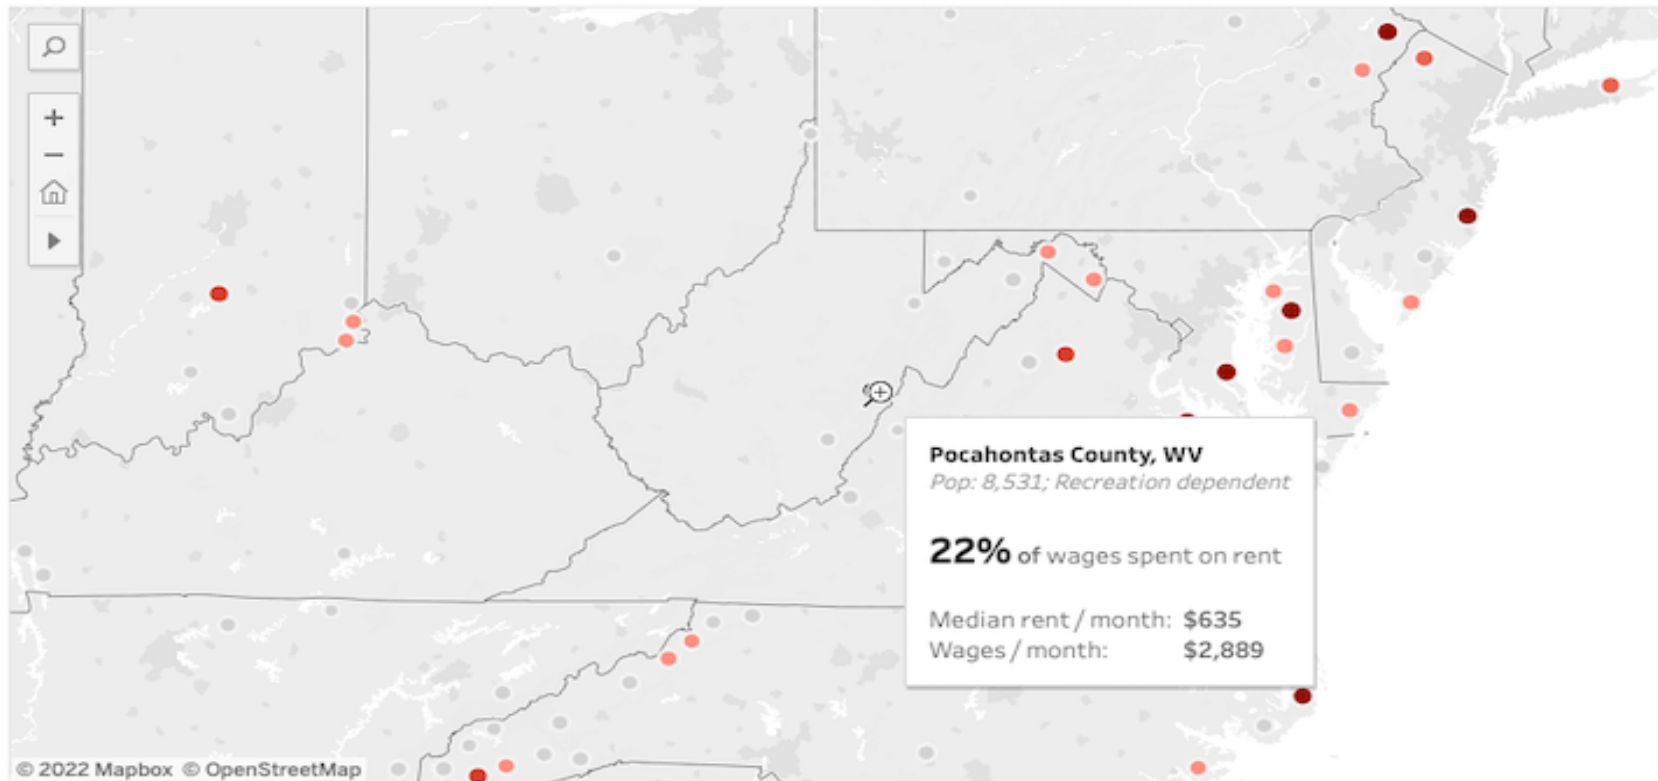 Pocahontas County, WV
Pop: 8,531; Recreation dependent
22% of wages spent on rent
Median rent / month: $635
Wages / month: $2,889
© 2022 Mapbox © OpenStreetMap